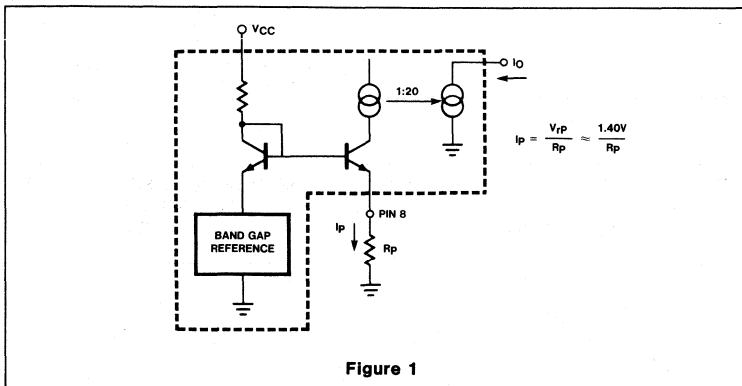 VCC
IO
1:20
IP = VrP / RP ≈ 1.40V / RP
PIN 8
IP
RP
BAND GAP
REFERENCE
Figure 1